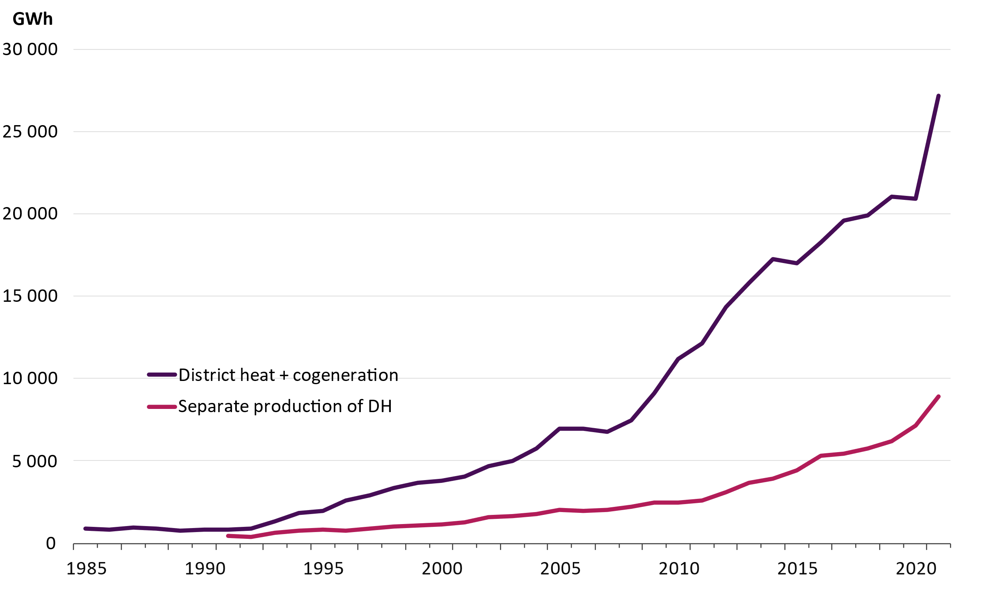 GWh
30 000
25 000
20 000
15 000
10 000
5 000
0
District heat + cogeneration
Separate production of DH
1985 1990 1995 2000 2005 2010 2015 2020